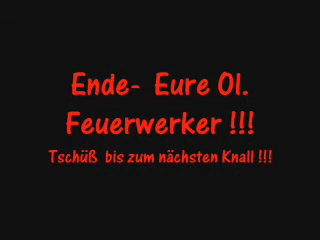 Ende- Eure Ol.
Feuerwerker !!!
Tschüß bis zum nächsten Knall !!!